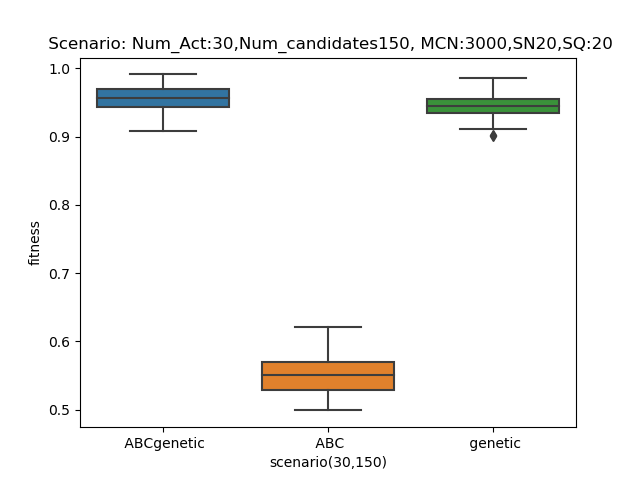 Scenario: Num_Act:30,Num_candidates150, MCN:3000,SN20,SQ:20
1.0
0.9
0.8
0.7
0.6
0.5
fitness
ABCgenetic
ABC
genetic
scenario(30,150)